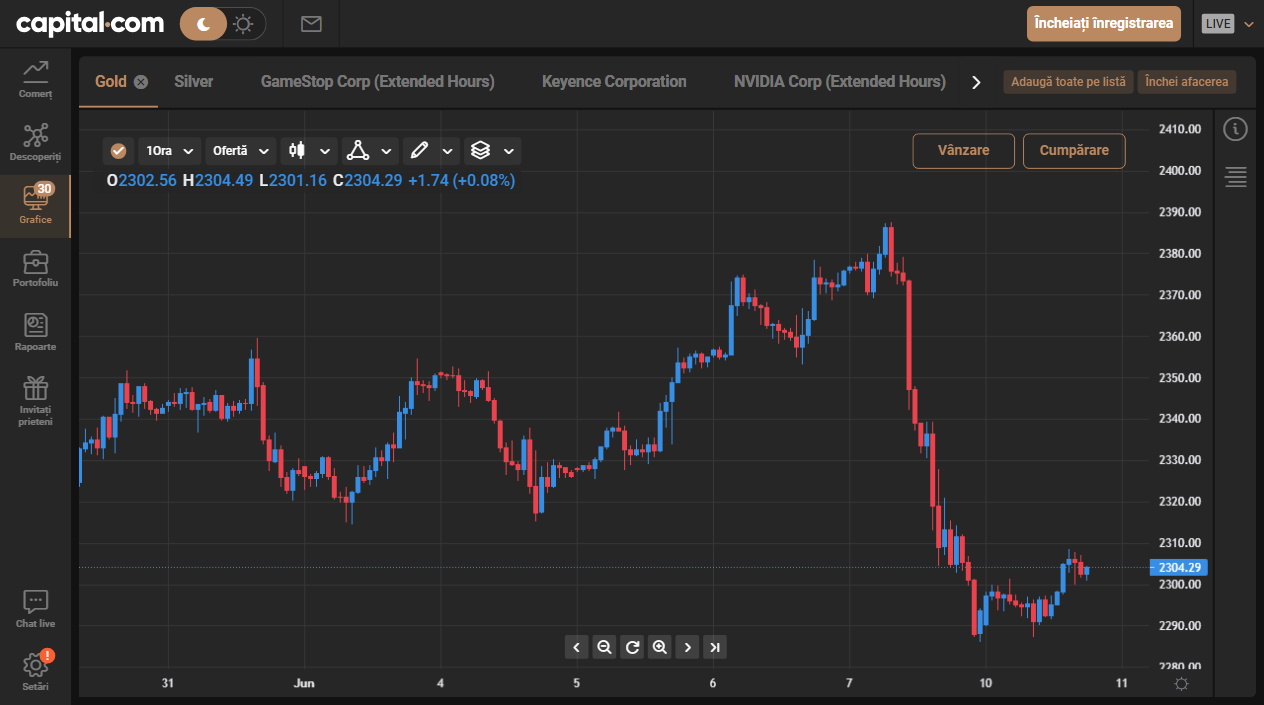 capital.com
Încheiați înregistrarea
LIVE
Comerț
Descoperiți
30
Grafice
Portofoliu
Rapoarte
Invitați
prieteni
Chat live
!
Setări
Gold Silver GameStop Corp (Extended Hours) Keyence Corporation NVIDIA Corp (Extended Hours)
Adaugă toate pe listă Închei afacerea
1Ora Ofertă
Vânzare Cumpărare
O2302.56 H2304.49 L2301.16 C2304.29 +1.74 (+0.08%)
2410.00
2400.00
2390.00
2380.00
2370.00
2360.00
2350.00
2340.00
2330.00
2320.00
2310.00
2304.29
2300.00
2290.00
2280.00
31 Jun 4 5 6 7 10 11